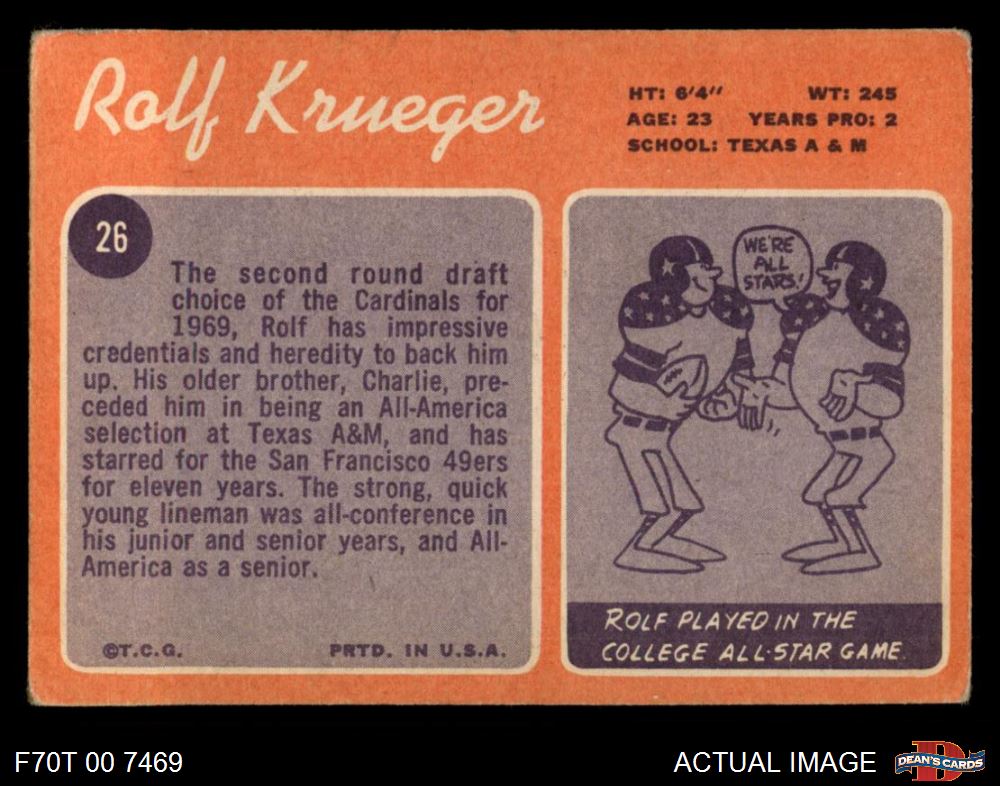 Rolf Krueger
HT: 6'4" WT: 245
AGE: 23 YEARS PRO: 2
SCHOOL: TEXAS A & M
26
The second round draft
choice of the Cardinals for
1969, Rolf has impressive
credentials and heredity to back him
up. His older brother, Charlie, pre-
ceded him in being an All-America
selection at Texas A&M, and has
starred for the San Francisco 49ers
for eleven years. The strong, quick
young lineman was all-conference in
his junior and senior years, and All-
America as a senior.
©T.C.G. PRTD. IN U.S.A.
WE'RE
ALL
STARS!
ROLF PLAYED IN THE
COLLEGE ALL-STAR GAME.
F70T 00 7469
ACTUAL IMAGE
D
DEAN'S CARDS